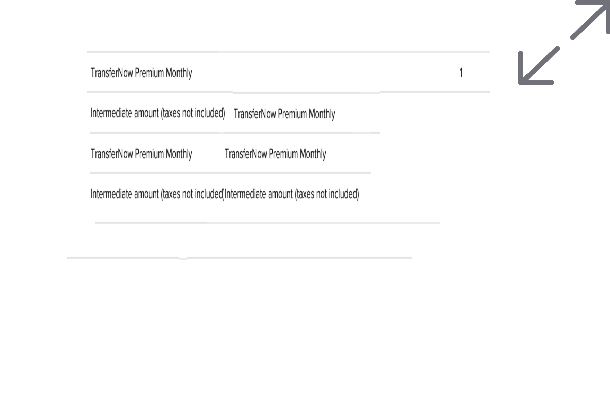 TransferNow Premium Monthly 1
Intermediate amount (taxes not included) TransferNow Premium Monthly
TransferNow Premium Monthly TransferNow Premium Monthly
Intermediate amount (taxes not included)Intermediate amount (taxes not included)